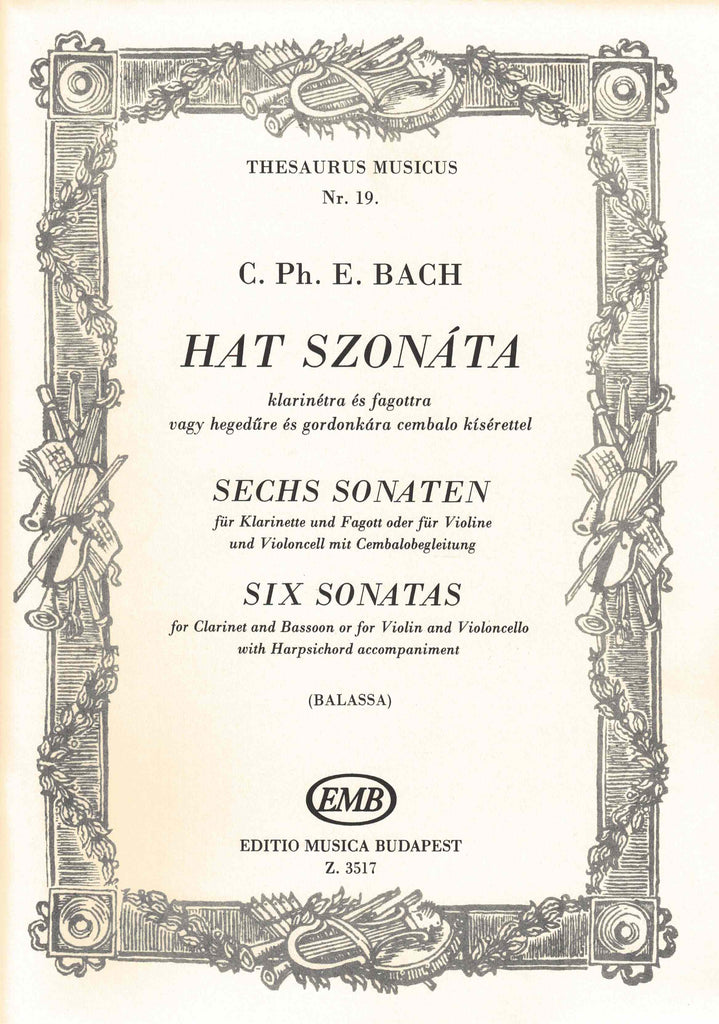 THESAURUS MUSICUS
Nr. 19.
C. Ph. E. BACH
HAT SZONÁTA
klarinétra és fagottra
vagy hegedűre és gordonkára cembalo kísérettel
SECHS SONATEN
für Klarinette und Fagott oder für Violine
und Violoncell mit Cembalobegleitung
SIX SONATAS
for Clarinet and Bassoon or for Violin and Violoncello
with Harpsichord accompaniment
(BALASSA)
EMB
EDITIO MUSICA BUDAPEST
Z. 3517